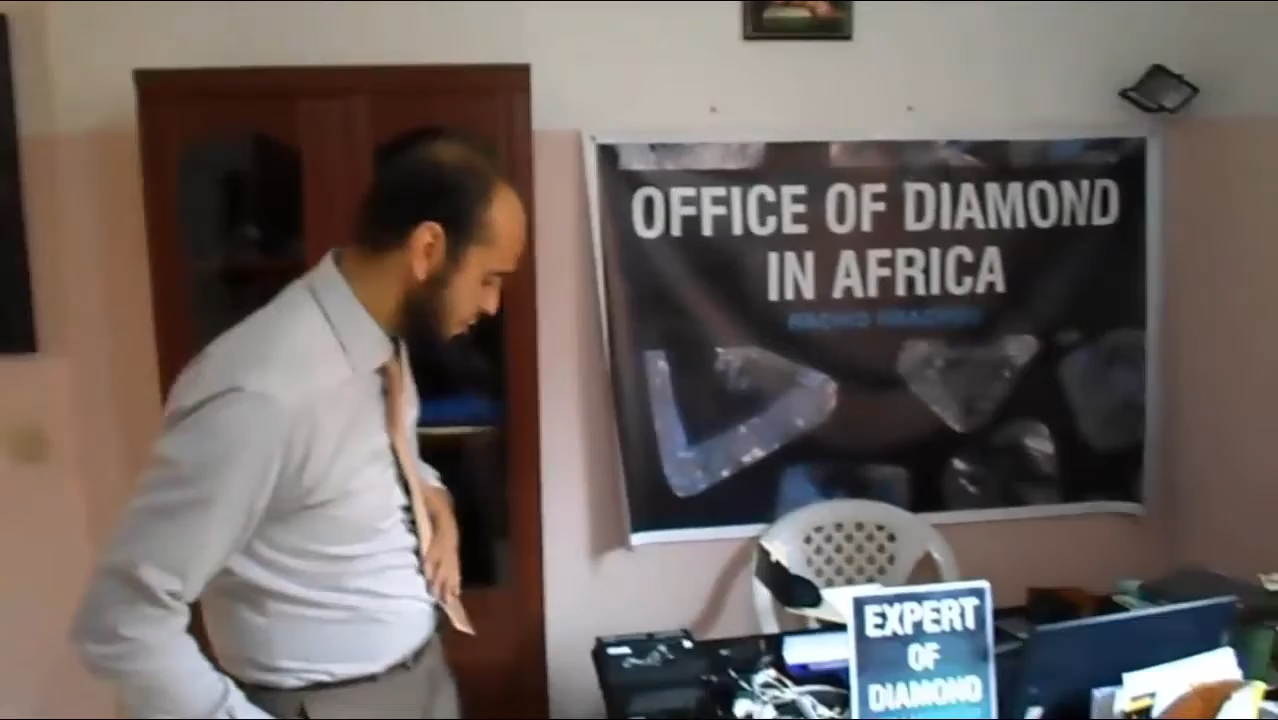 OFFICE OF DIAMOND
IN AFRICA
EXPERT
OF
DIAMOND